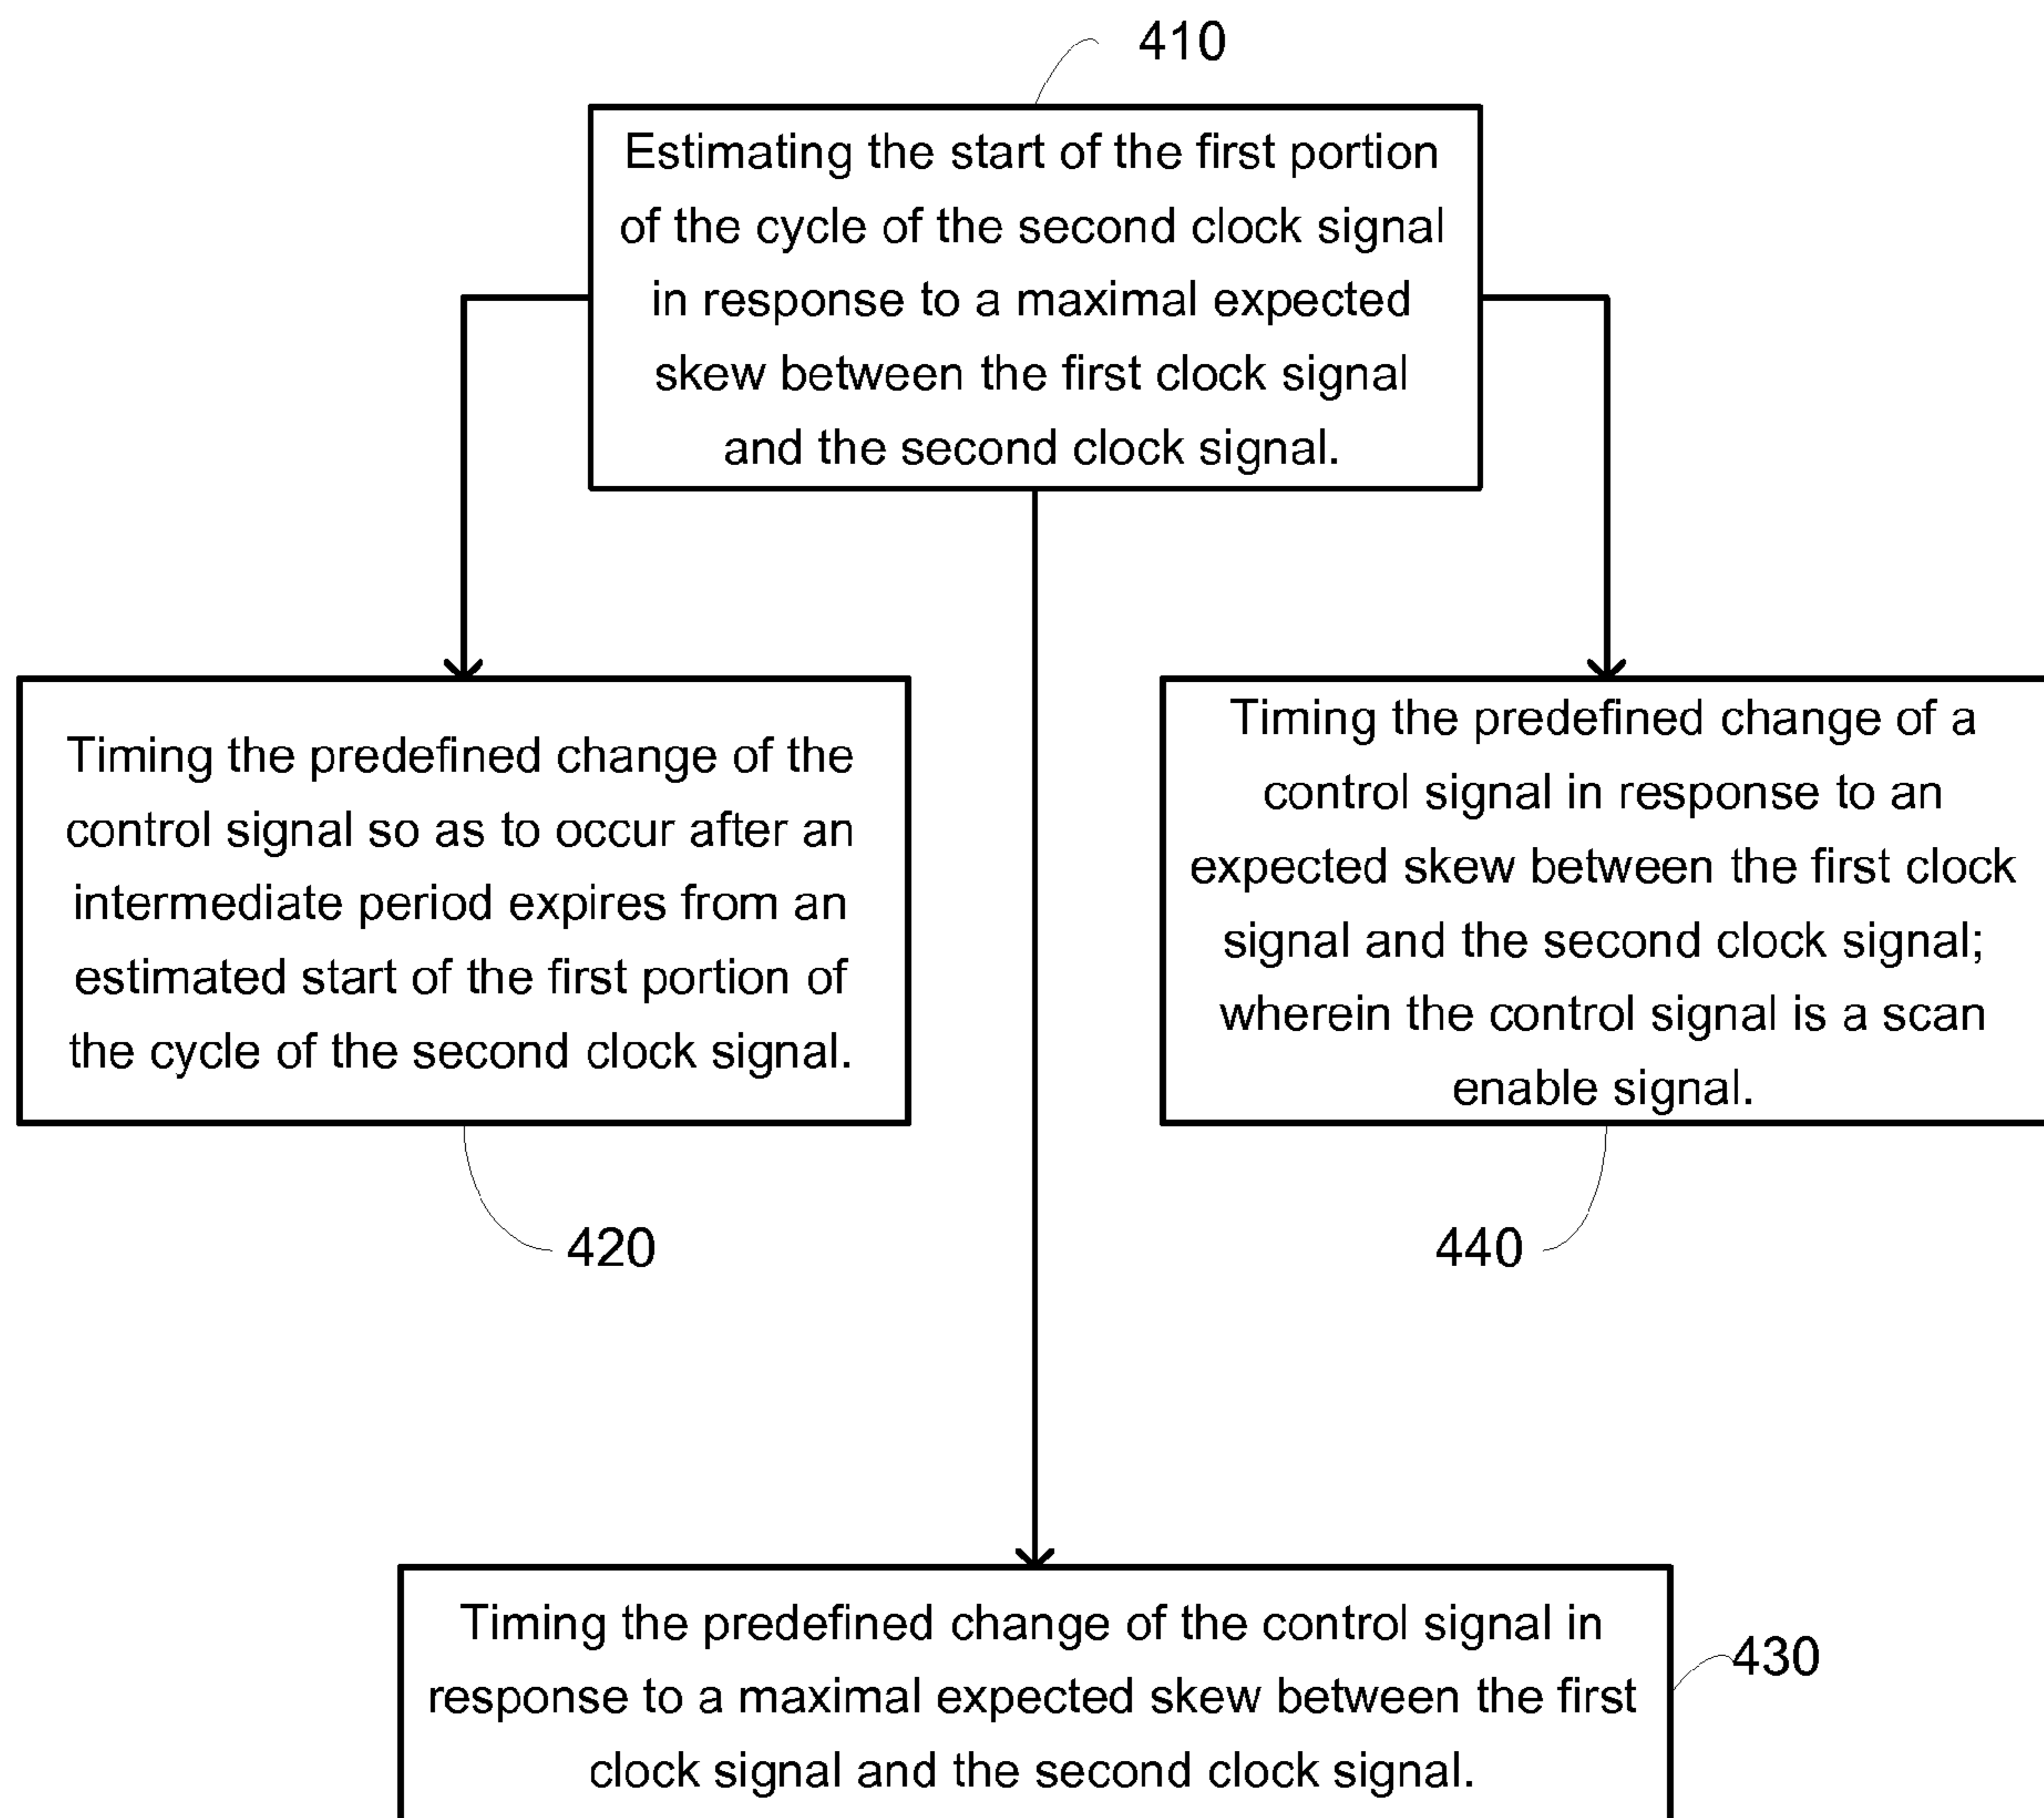 410
Estimating the start of the first portion
of the cycle of the second clock signal
in response to a maximal expected
skew between the first clock signal
and the second clock signal.
Timing the predefined change of the
control signal so as to occur after an
intermediate period expires from an
estimated start of the first portion of
the cycle of the second clock signal.
420
Timing the predefined change of a
control signal in response to an
expected skew between the first clock
signal and the second clock signal;
wherein the control signal is a scan
enable signal.
440
Timing the predefined change of the control signal in
response to a maximal expected skew between the first
clock signal and the second clock signal.
430